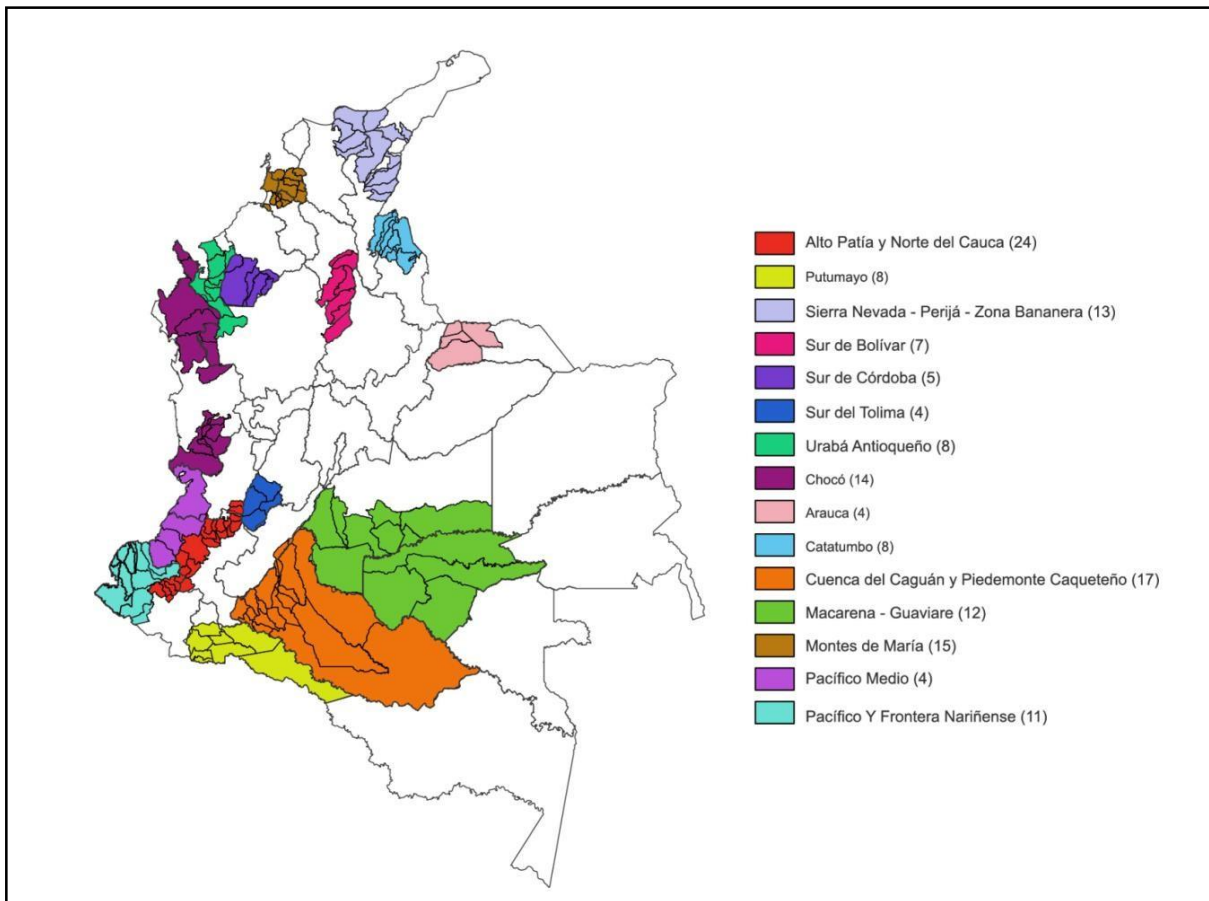 Alto Patía y Norte del Cauca (24)
Putumayo (8)
Sierra Nevada - Perijá - Zona Bananera (13)
Sur de Bolívar (7)
Sur de Córdoba (5)
Sur del Tolima (4)
Urabá Antioqueño (8)
Chocó (14)
Arauca (4)
Catatumbo (8)
Cuenca del Caguán y Piedemonte Caqueteño (17)
Macarena - Guaviare (12)
Montes de María (15)
Pacífico Medio (4)
Pacífico Y Frontera Nariñense (11)